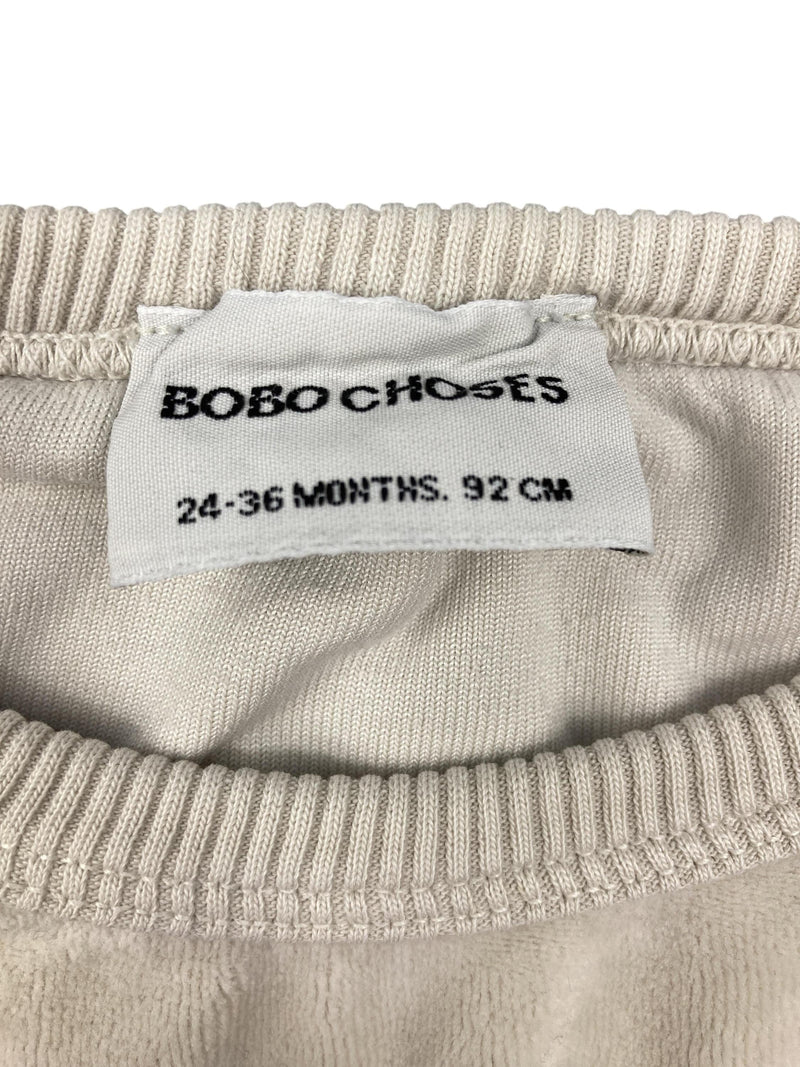 BOBO CHOSES
24-36 MONTHS. 92 CM